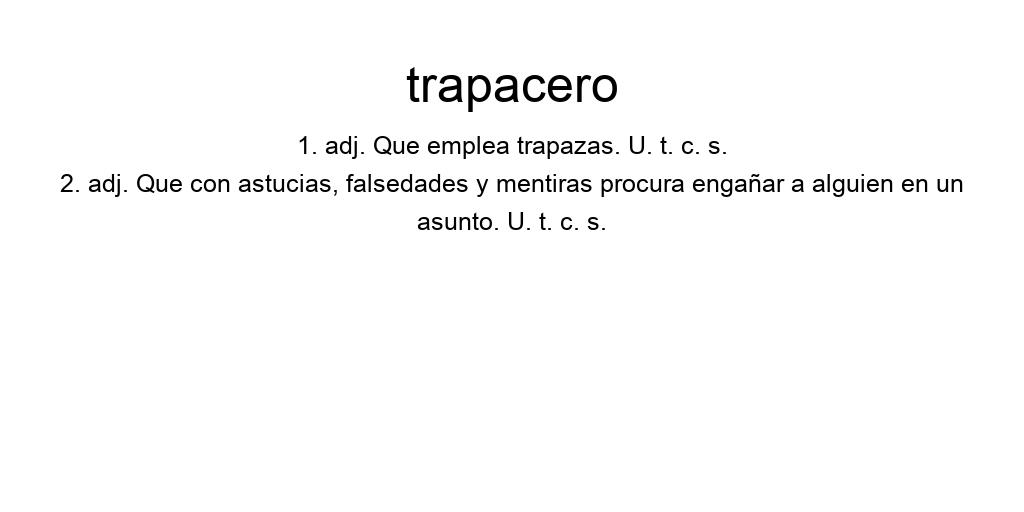 trapacero
1. adj. Que emplea trapazas. U. t. c. s.
2. adj. Que con astucias, falsedades y mentiras procura engañar a alguien en un
asunto. U. t. c. s.